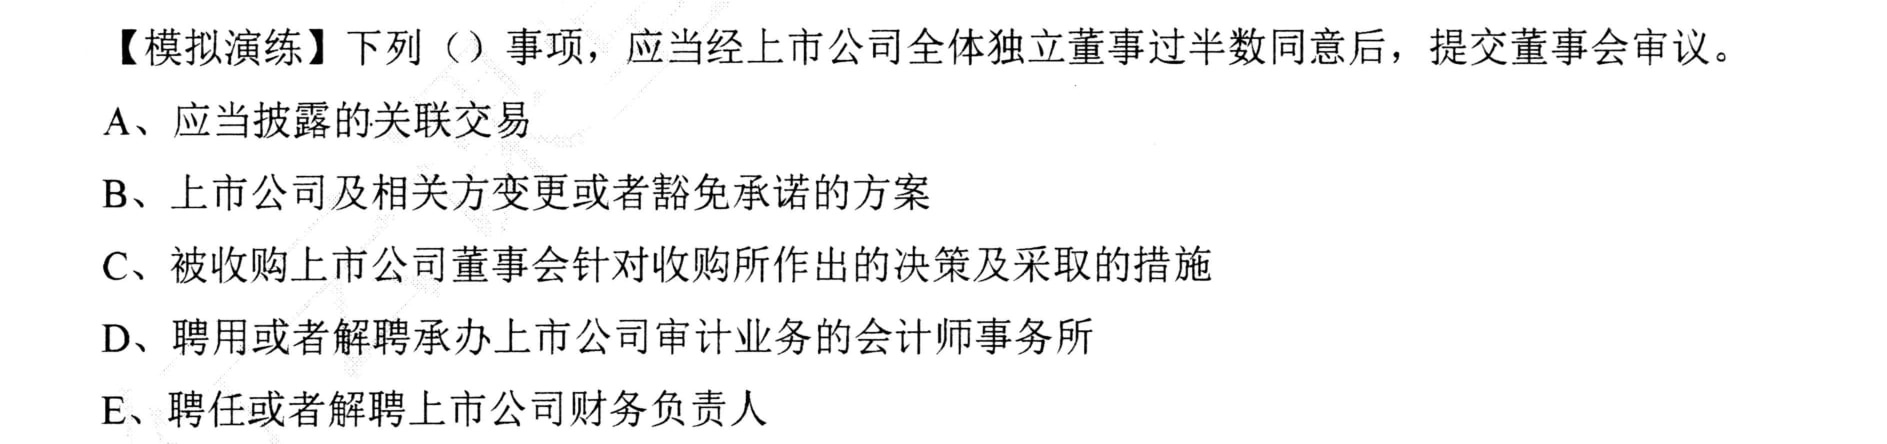 【模拟演练】下列（）事项，应当经上市公司全体独立董事过半数同意后，提交董事会审议。
A、应当披露的关联交易
B、上市公司及相关方变更或者豁免承诺的方案
C、被收购上市公司董事会针对收购所作出的决策及采取的措施
D、聘用或者解聘承办上市公司审计业务的会计师事务所
E、聘任或者解聘上市公司财务负责人